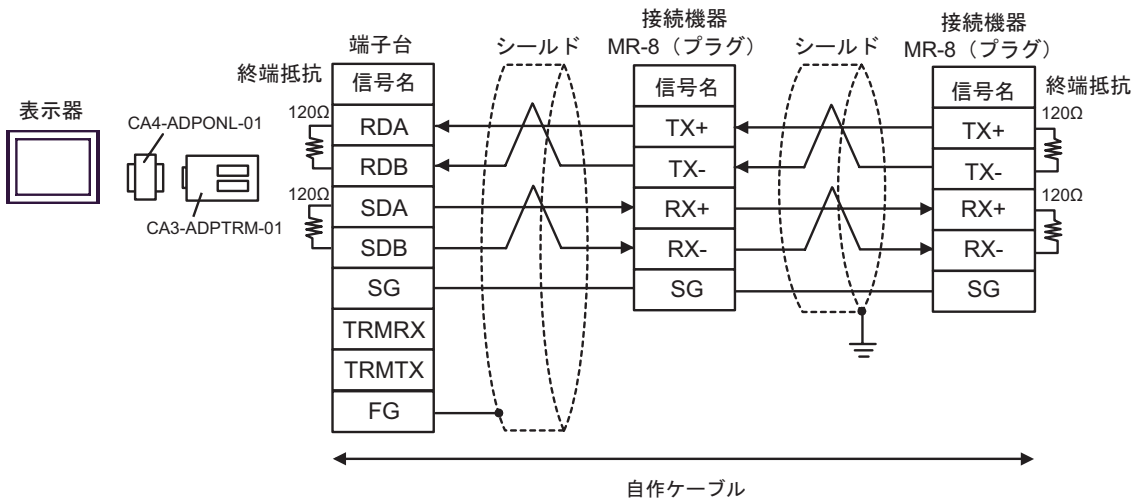 表示器
CA4-ADPONL-01
CA3-ADPTRM-01
終端抵抗
120Ω
120Ω
端子台
信号名
RDA
RDB
SDA
SDB
SG
TRMRX
TRMTX
FG
シールド
接続機器
MR-8（プラグ）
信号名
TX+
TX-
RX+
RX-
SG
シールド
接続機器
MR-8（プラグ）
信号名
TX+
TX-
RX+
RX-
SG
終端抵抗
120Ω
120Ω
自作ケーブル